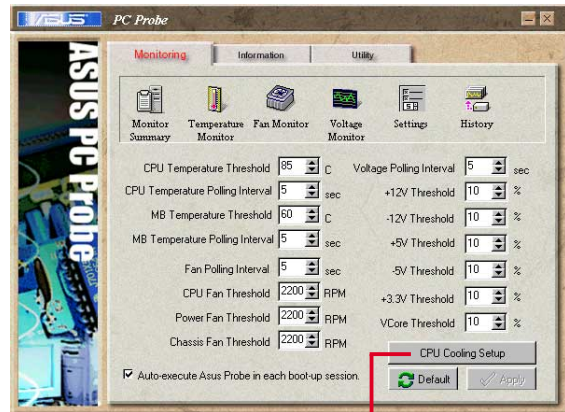 ASUS PC Probe
ASUS PC Probe
Monitoring Information Utility
Monitor Summary
Temperature Monitor
Fan Monitor
Voltage Monitor
Settings
History
CPU Temperature Threshold 85 C
CPU Temperature Polling Interval 5 sec
MB Temperature Threshold 60 C
MB Temperature Polling Interval 5 sec
Fan Polling Interval 5 sec
CPU Fan Threshold 2200 RPM
Power Fan Threshold 2200 RPM
Chassis Fan Threshold 2200 RPM
Voltage Polling Interval 5 sec
+12V Threshold 10 %
-12V Threshold 10 %
+5V Threshold 10 %
-5V Threshold 10 %
+3.3V Threshold 10 %
VCore Threshold 10 %
CPU Cooling Setup
Auto-execute Asus Probe in each boot-up session.
Default
Apply